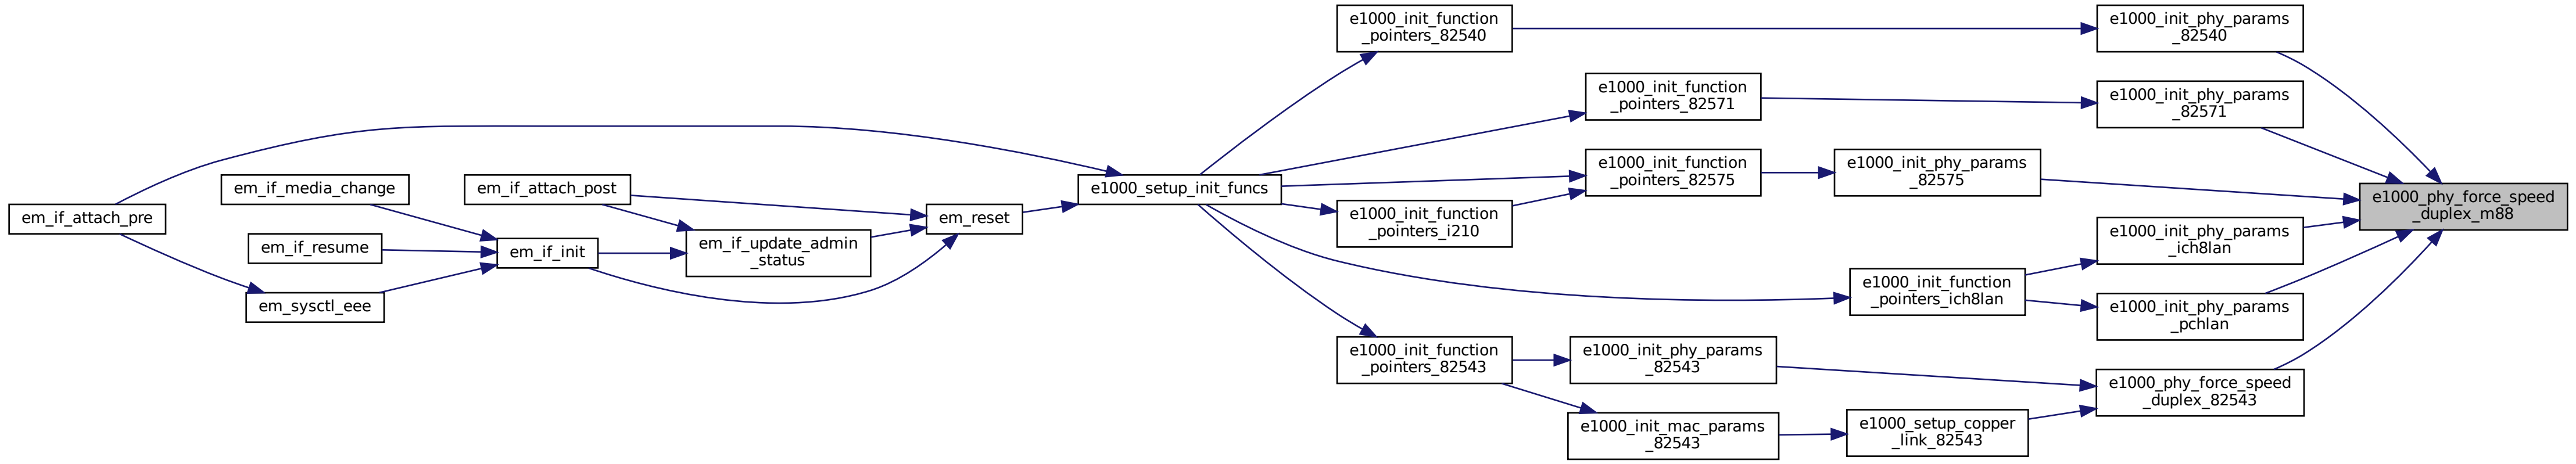 em_if_attach_pre
em_if_media_change
em_if_resume
em_sysctl_eee
em_if_attach_post
em_if_init
em_if_update_admin
_status
em_reset
e1000_setup_init_funcs
e1000_init_function
_pointers_82540
e1000_init_function
_pointers_82571
e1000_init_function
_pointers_82575
e1000_init_function
_pointers_i210
e1000_init_function
_pointers_ich8lan
e1000_init_function
_pointers_82543
e1000_init_phy_params
_82540
e1000_init_phy_params
_82571
e1000_init_phy_params
_82575
e1000_init_phy_params
_ich8lan
e1000_init_phy_params
_pchlan
e1000_init_phy_params
_82543
e1000_init_mac_params
_82543
e1000_setup_copper
_link_82543
e1000_phy_force_speed
_duplex_82543
e1000_phy_force_speed
_duplex_m88